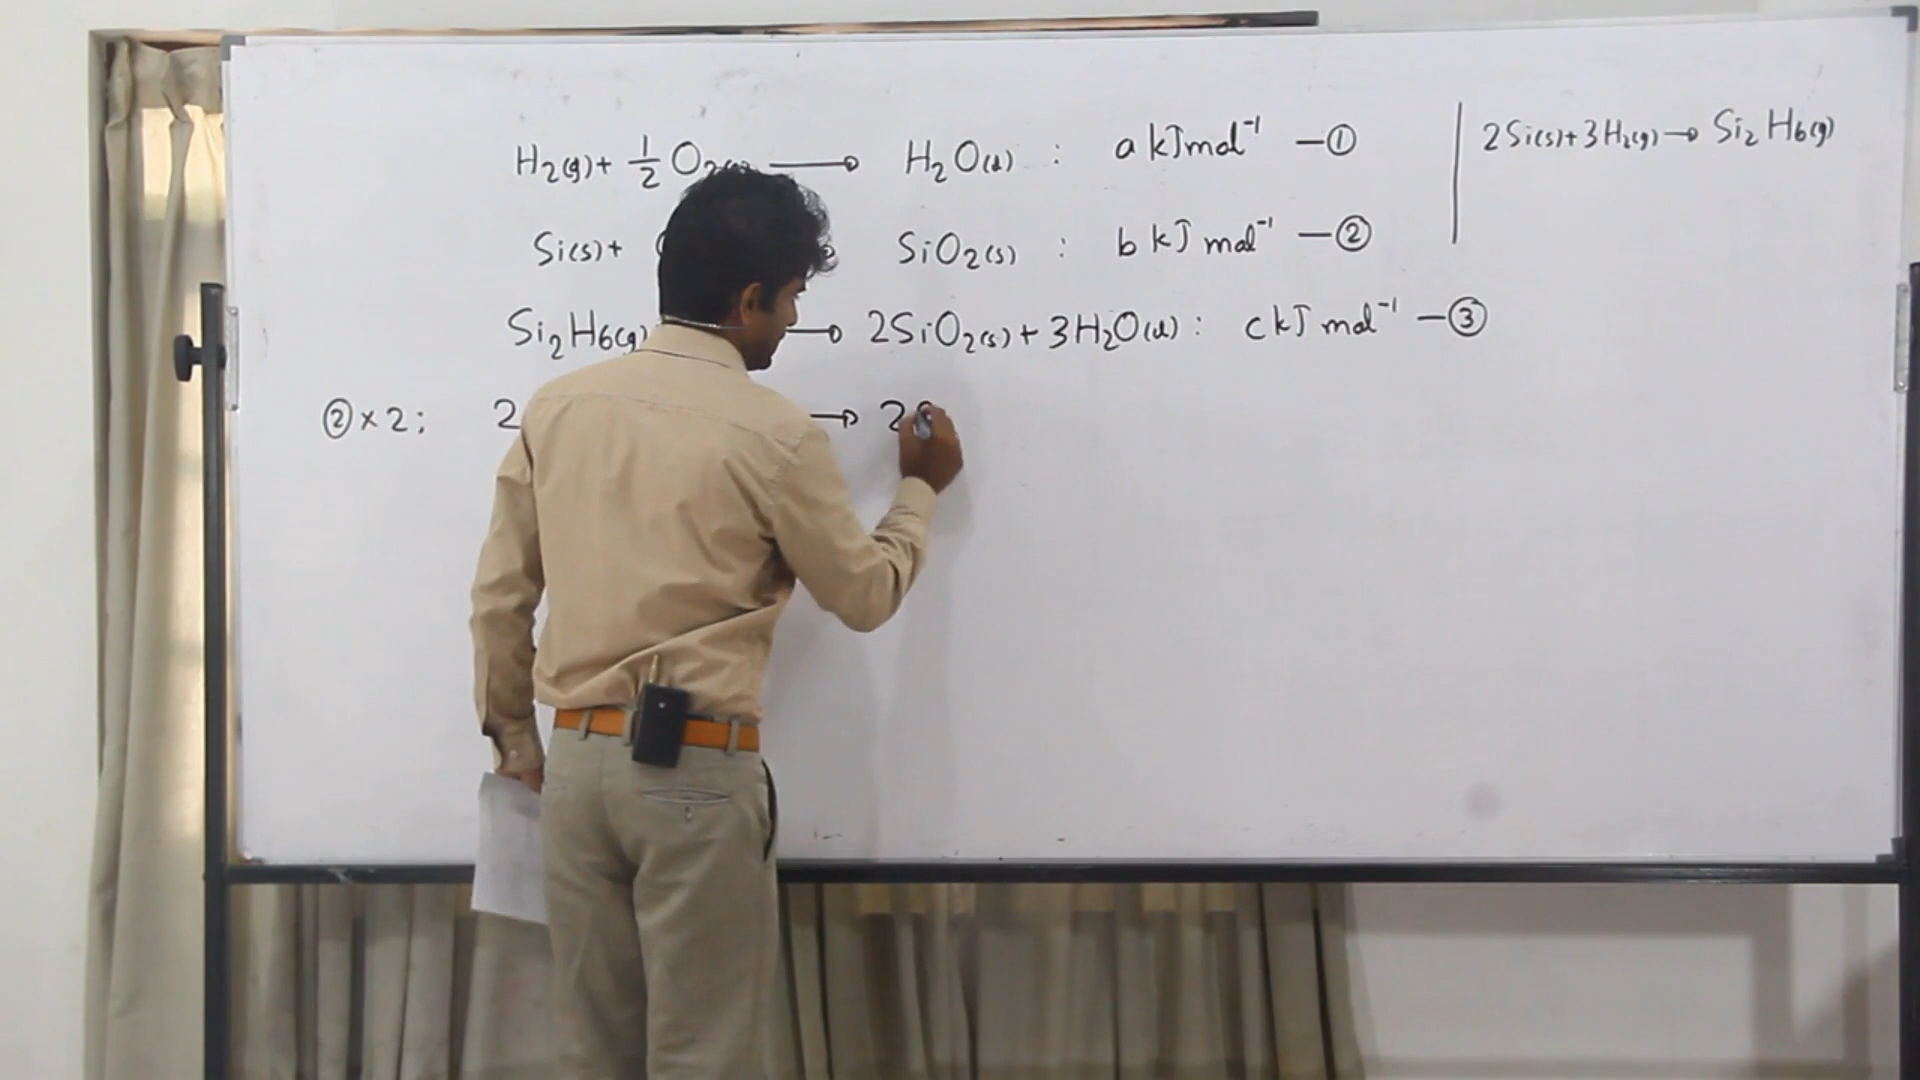 H₂(g) + 1/2 O₂(g) ⟶ H₂O(l) : a kJ mol⁻¹ —①
2Si(s) + 3H₂(g) → Si₂H₆(g)
Si(s) + → SiO₂(s) : b kJ mol⁻¹ —②
Si₂H₆(g) → 2SiO₂(s) + 3H₂O(l) : c kJ mol⁻¹ —③
② × 2 ; 2 → 2